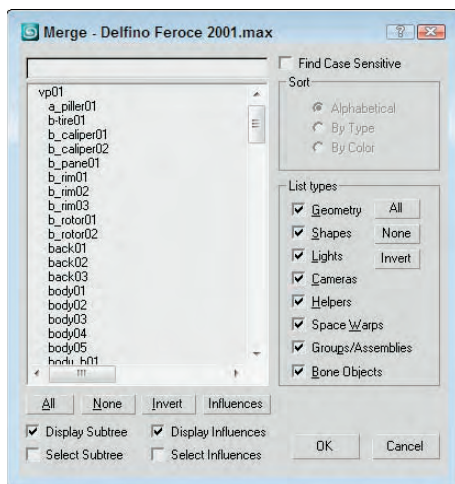 Merge - Delfino Feroce 2001.max
Find Case Sensitive
vp01
a_piller01
b-tire01
b_caliper01
b_caliper02
b_pane01
b_rim01
b_rim02
b_rim03
b_rotor01
b_rotor02
back01
back02
back03
body01
body02
body03
body04
body05
body_b01
Sort
Alphabetical
By Type
By Color
List types
Geometry
All
Shapes
None
Lights
Invert
Cameras
Helpers
Space Warps
Groups/Assemblies
Bone Objects
All
None
Invert
Influences
Display Subtree
Display Influences
Select Subtree
Select Influences
OK
Cancel